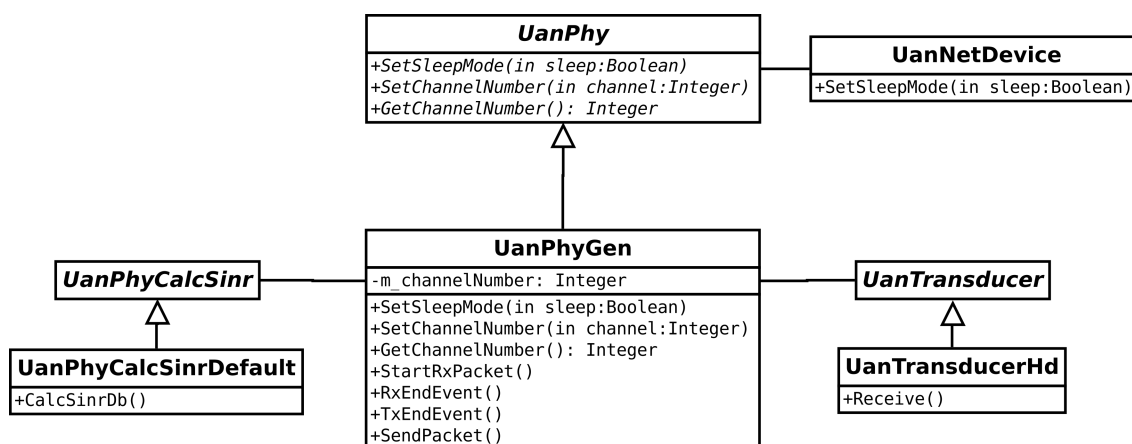 UanPhy
+SetSleepMode(in sleep:Boolean)
+SetChannelNumber(in channel:Integer)
+GetChannelNumber(): Integer
UanNetDevice
+SetSleepMode(in sleep:Boolean)
UanPhyGen
-m_channelNumber: Integer
+SetSleepMode(in sleep:Boolean)
+SetChannelNumber(in channel:Integer)
+GetChannelNumber(): Integer
+StartRxPacket()
+RxEndEvent()
+TxEndEvent()
+SendPacket()
UanPhyCalcSinr
UanPhyCalcSinrDefault
+CalcSinrDb()
UanTransducer
UanTransducerHd
+Receive()